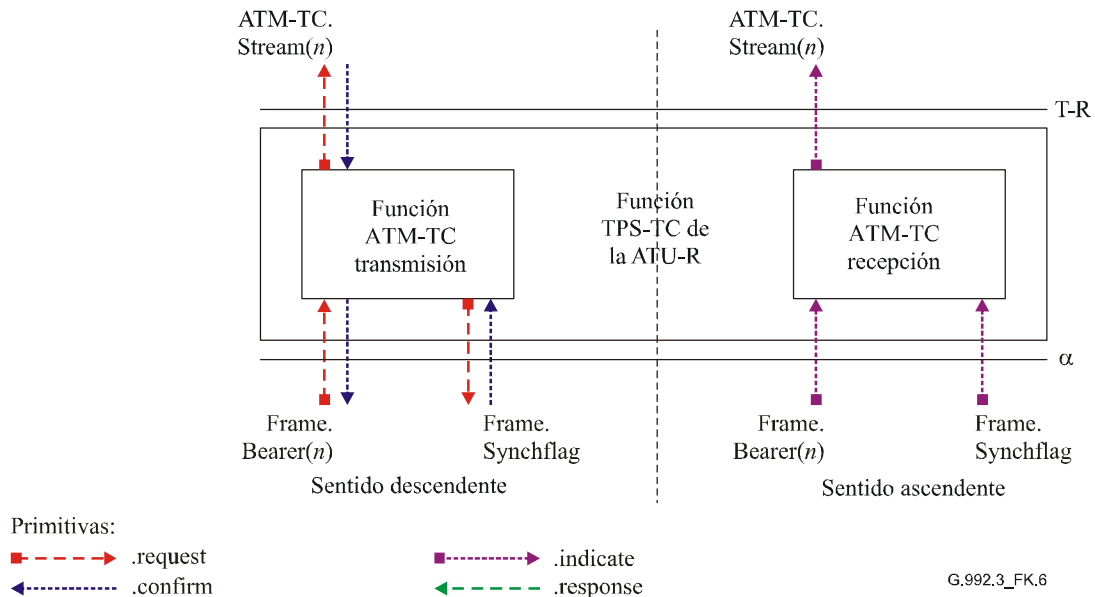 ATM-TC.
Stream(n)
ATM-TC.
Stream(n)
T-R
Función
ATM-TC
transmisión
Función
TPS-TC de
la ATU-R
Función
ATM-TC
recepción
α
Frame.
Bearer(n)
Frame.
Synchflag
Frame.
Bearer(n)
Frame.
Synchflag
Sentido descendente
Sentido ascendente
Primitivas:
.request
.indicate
.confirm
.response
G.992.3_FK.6